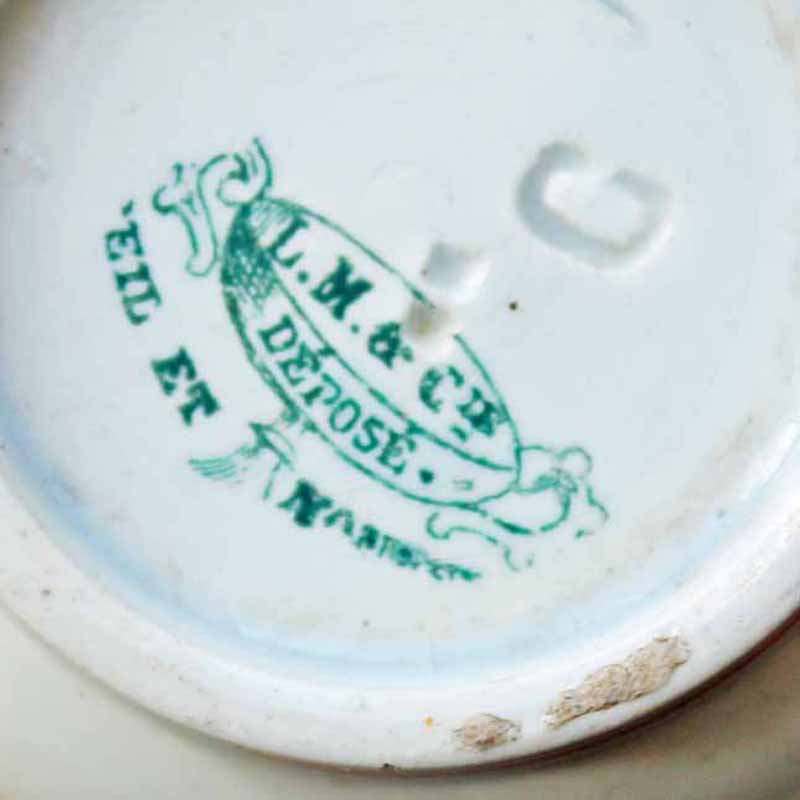 L. M. & Cie
DÉPOSÉ.
EIL ET
C